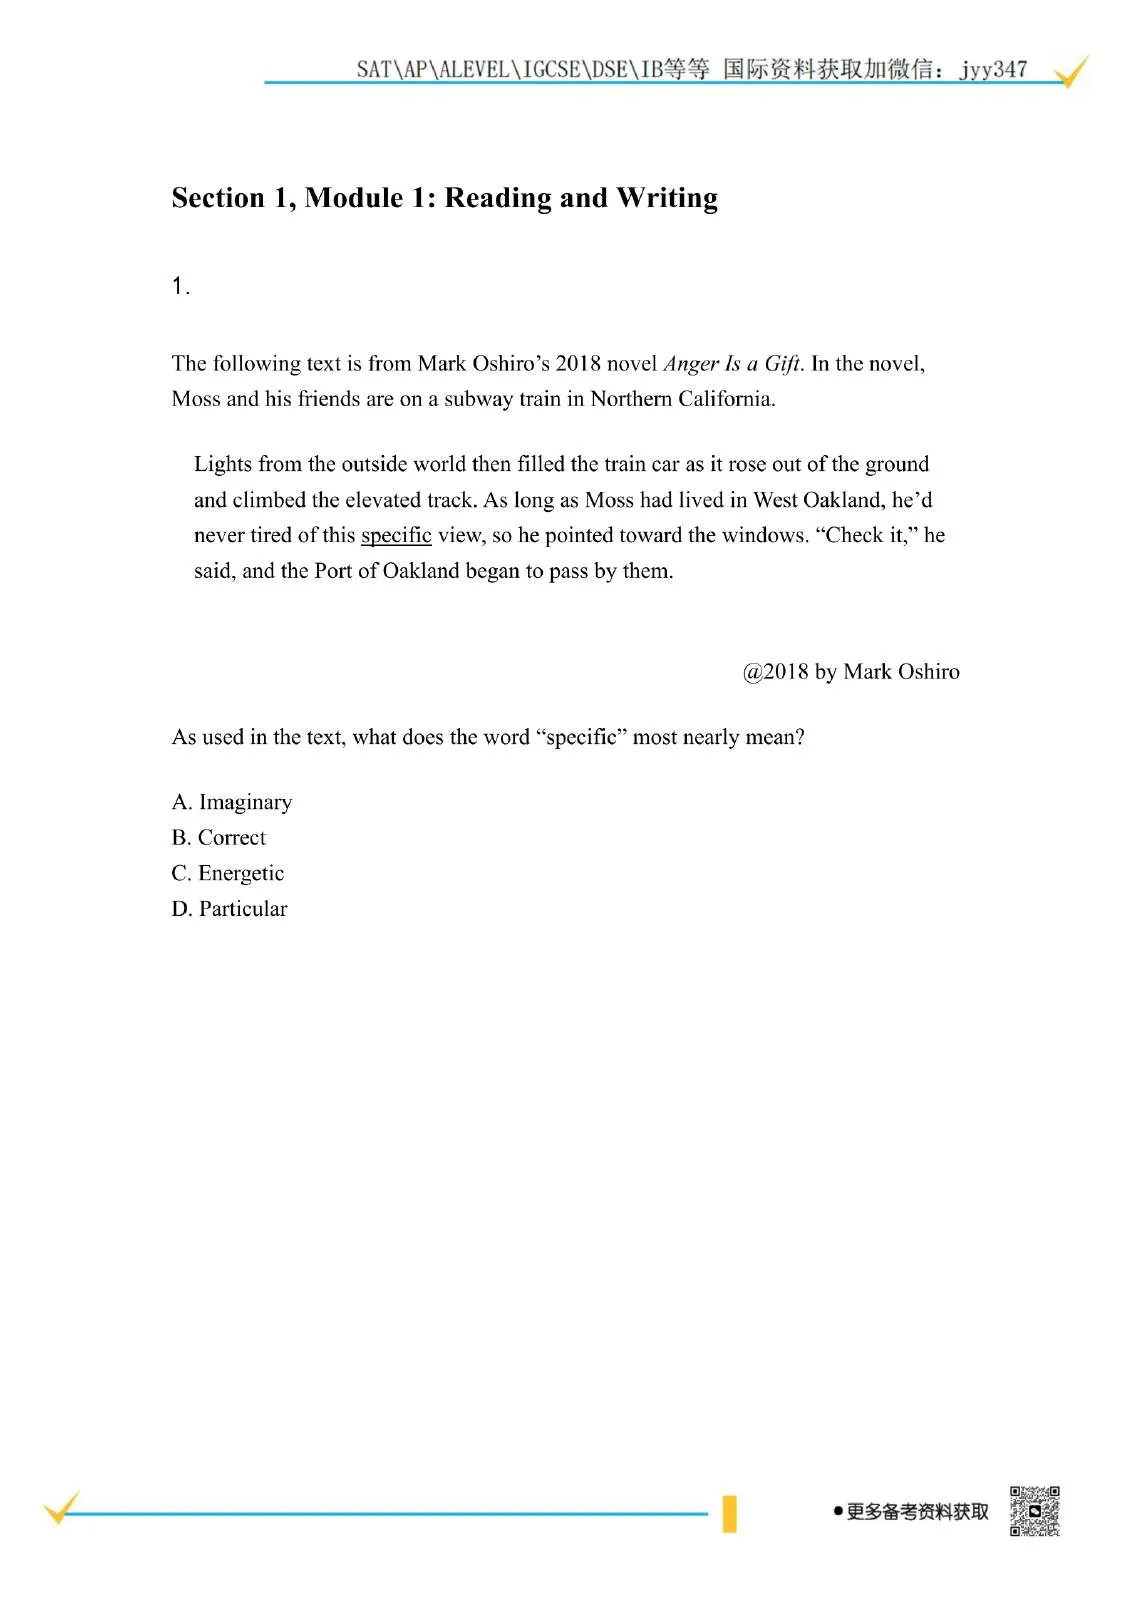 SAT\AP\ALEVEL\IGCSE\DSE\IB等等 国际资料获取加微信：jyy347
Section 1, Module 1: Reading and Writing
1.
The following text is from Mark Oshiro’s 2018 novel Anger Is a Gift. In the novel,
Moss and his friends are on a subway train in Northern California.
Lights from the outside world then filled the train car as it rose out of the ground
and climbed the elevated track. As long as Moss had lived in West Oakland, he’d
never tired of this specific view, so he pointed toward the windows. “Check it,” he
said, and the Port of Oakland began to pass by them.
@2018 by Mark Oshiro
As used in the text, what does the word “specific” most nearly mean?
A. Imaginary
B. Correct
C. Energetic
D. Particular
●更多备考资料获取